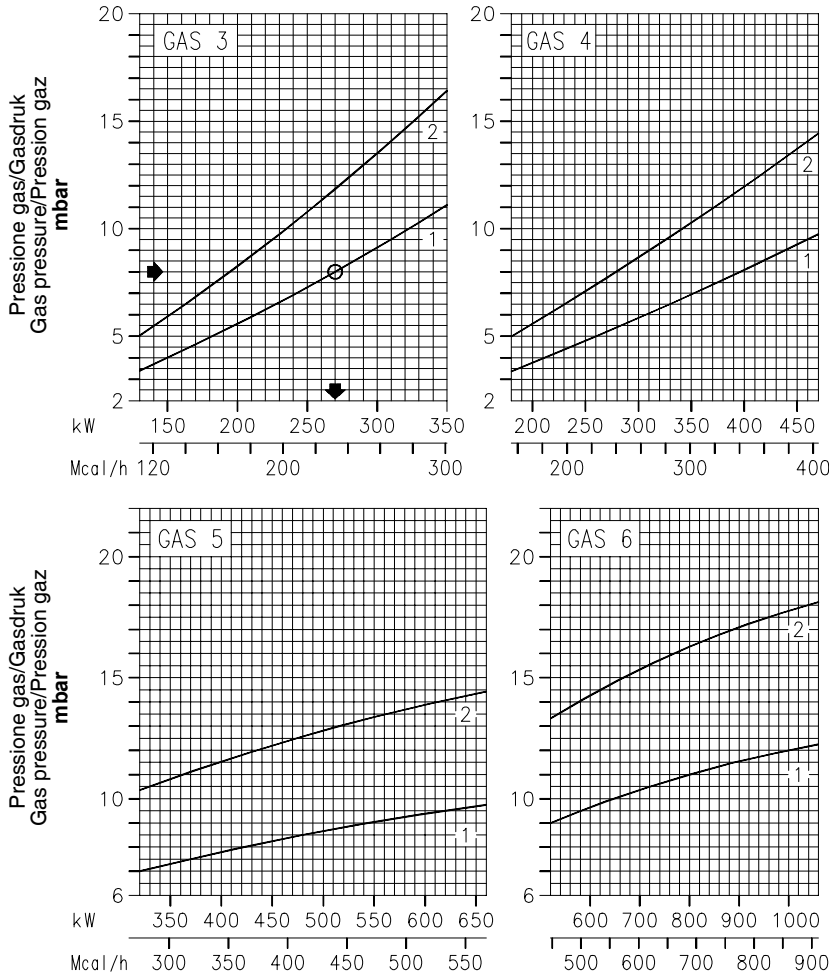 Pressione gas/Gasdruk
Gas pressure/Pression gaz
mbar
20
15
10
5
2
GAS 3
2
1
kW 150 200 250 300 350
Mcal/h 120 200 300
20
15
10
5
2
GAS 4
2
1
200 250 300 350 400 450
200 300 400
Pressione gas/Gasdruk
Gas pressure/Pression gaz
mbar
20
15
10
6
GAS 5
2
1
kW 350 400 450 500 550 600 650
Mcal/h 300 350 400 450 500 550
20
15
10
6
GAS 6
2
1
600 700 800 900 1000
500 600 700 800 900